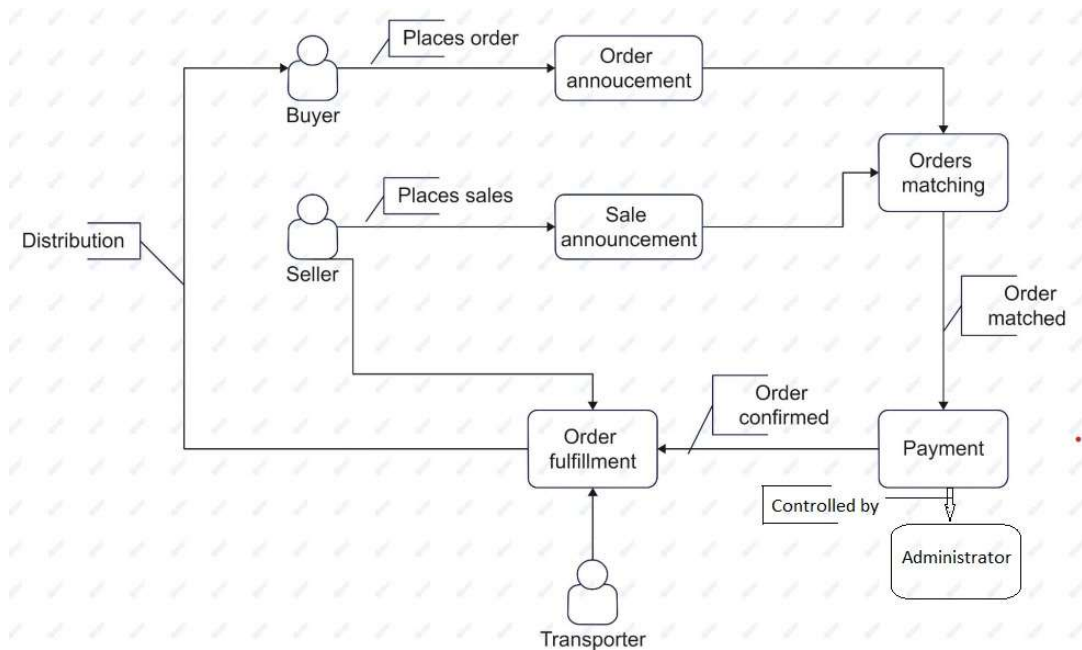 Places order
Order
annoucement
Buyer
Orders
matching
Places sales
Sale
announcement
Distribution
Seller
Order
matched
Order
confirmed
Order
fulfillment
Payment
Controlled by
Administrator
Transporter